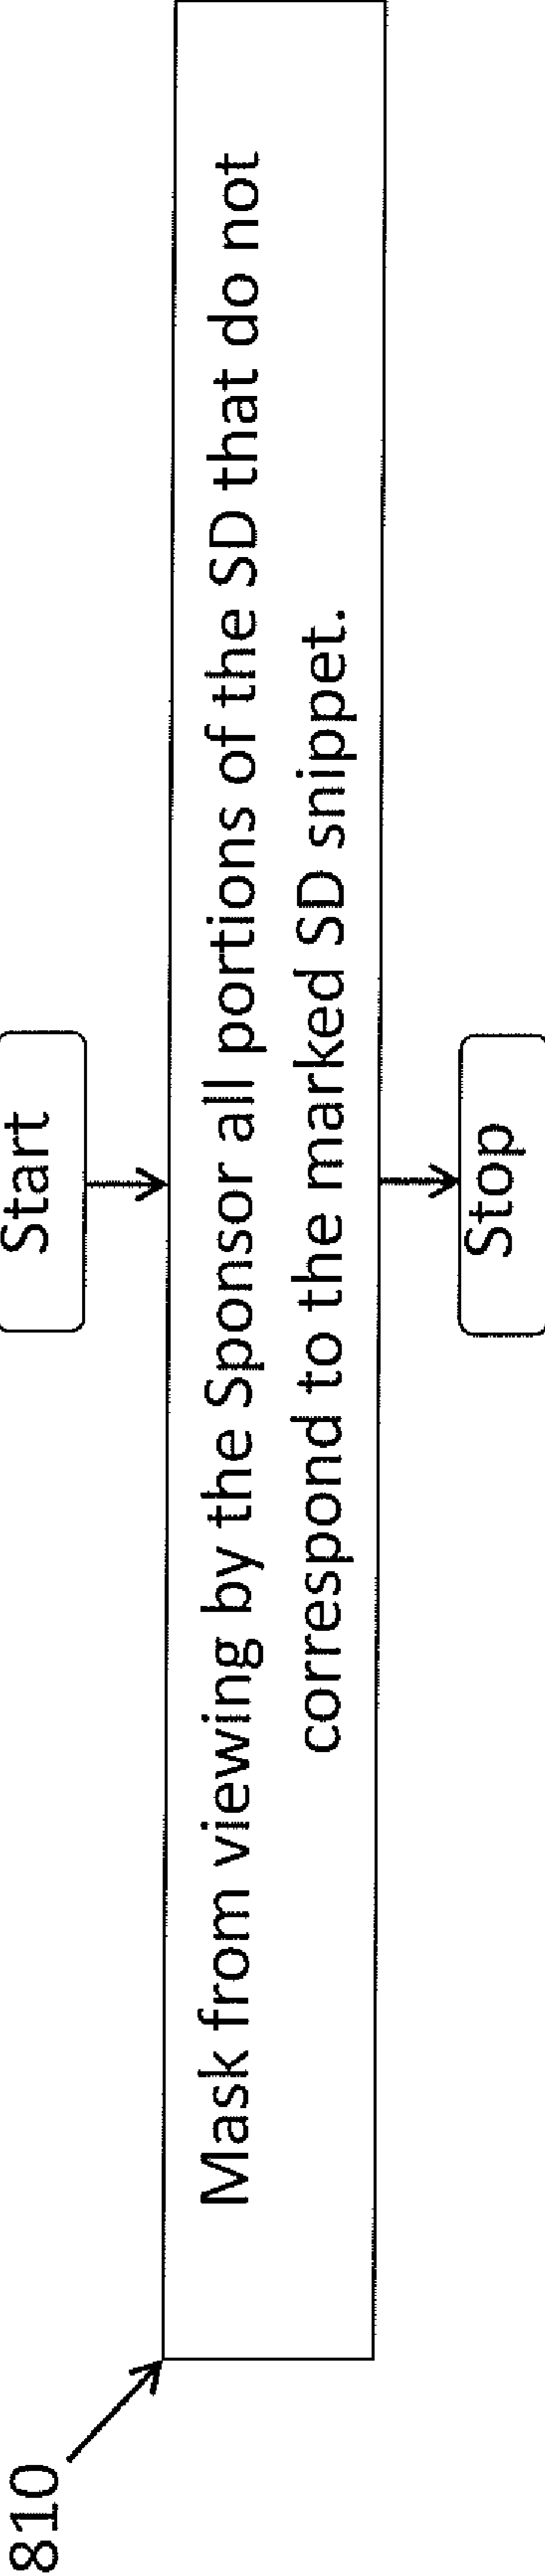 Start
810
Mask from viewing by the Sponsor all portions of the SD that do not
correspond to the marked SD snippet.
Stop